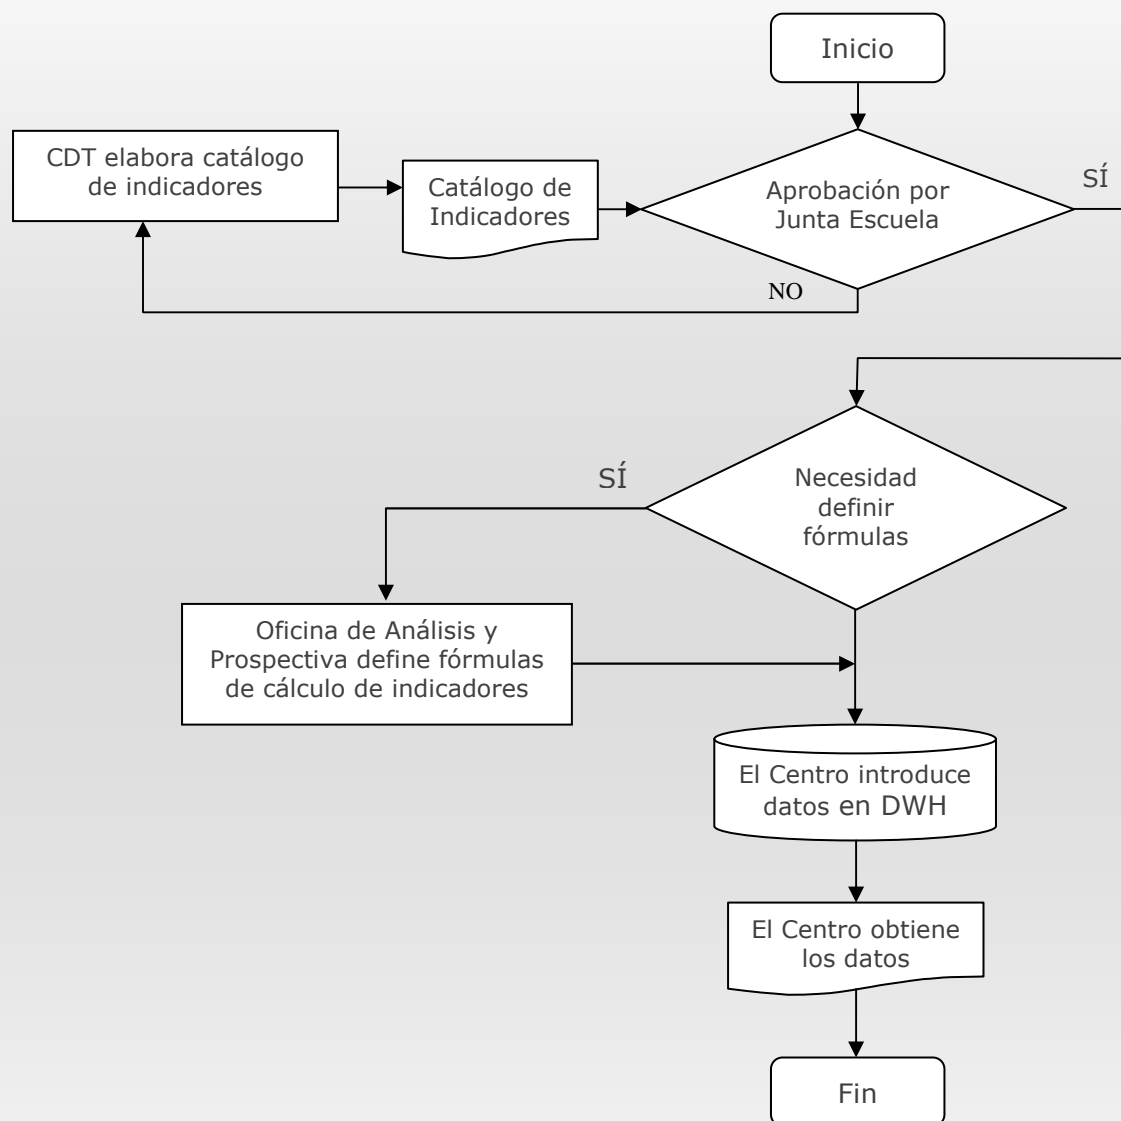 Inicio
CDT elabora catálogo
de indicadores
Catálogo de
Indicadores
Aprobación por
Junta Escuela
SÍ
NO
Necesidad
definir
fórmulas
SÍ
Oficina de Análisis y
Prospectiva define fórmulas
de cálculo de indicadores
El Centro introduce
datos en DWH
El Centro obtiene
los datos
Fin